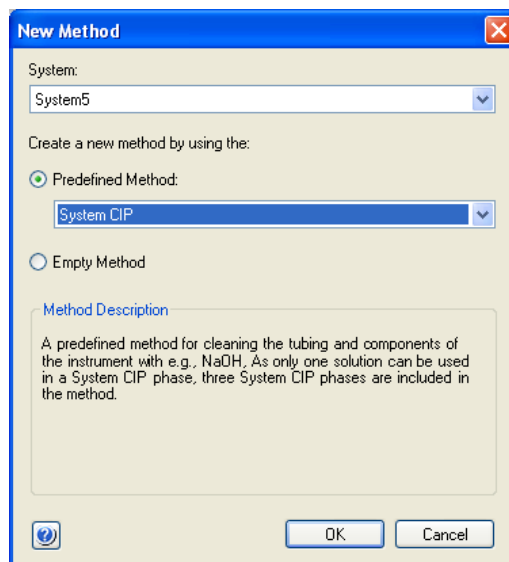 New Method
System:
System5
Create a new method by using the:
Predefined Method:
System CIP
Empty Method
Method Description
A predefined method for cleaning the tubing and components of
the instrument with e.g., NaOH, As only one solution can be used
in a System CIP phase, three System CIP phases are included in
the method.
OK
Cancel